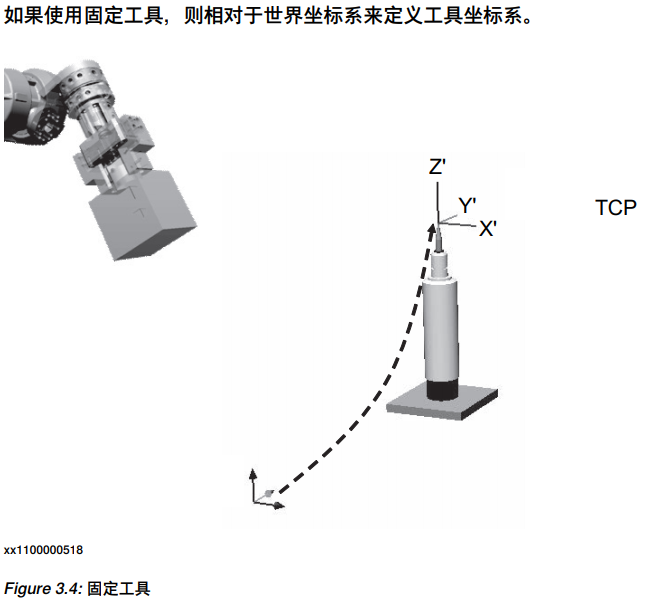 如果使用固定工具，则相对于世界坐标系来定义工具坐标系。
Z'
Y'
X'
TCP
xx1100000518
Figure 3.4: 固定工具